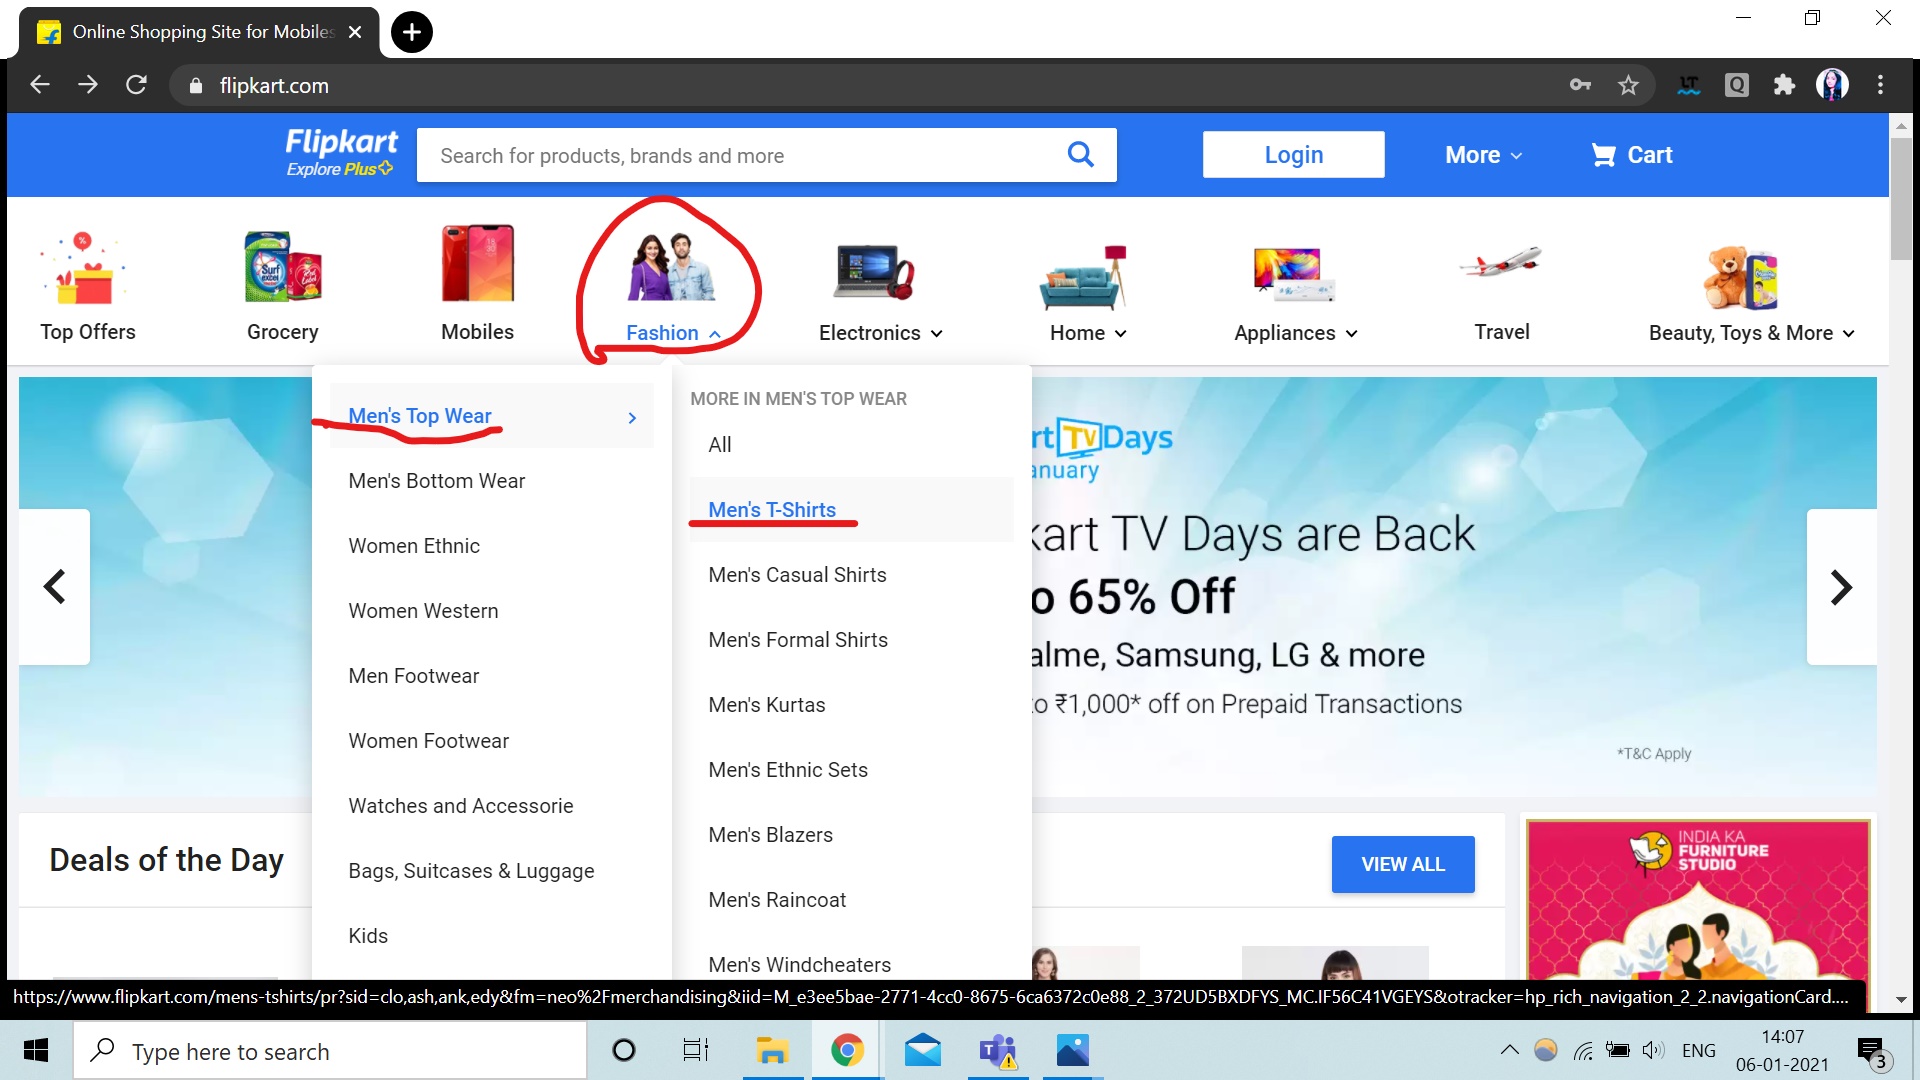 Online Shopping Site for Mobiles
flipkart.com
Flipkart
Explore Plus
Search for products, brands and more
Login
More
Cart
Top Offers
Grocery
Mobiles
Fashion
Electronics
Home
Appliances
Travel
Beauty, Toys & More
Men's Top Wear
Men's Bottom Wear
Women Ethnic
Women Western
Men Footwear
Women Footwear
Watches and Accessorie
Bags, Suitcases & Luggage
Kids
MORE IN MEN'S TOP WEAR
All
Men's T-Shirts
Men's Casual Shirts
Men's Formal Shirts
Men's Kurtas
Men's Ethnic Sets
Men's Blazers
Men's Raincoat
Men's Windcheaters
rt TV Days
anuary
kart TV Days are Back
o 65% Off
alme, Samsung, LG & more
to ₹1,000* off on Prepaid Transactions
*T&C Apply
Deals of the Day
VIEW ALL
INDIA KA
FURNITURE
STUDIO
https://www.flipkart.com/mens-tshirts/pr?sid=clo,ash,ank,edy&fm=neo%2Fmerchandising&iid=M_e3ee5bae-2771-4cc0-8675-6ca6372c0e88_2_372UD5BXDFYS_MC.IF56C41VGEYS&otracker=hp_rich_navigation_2_2.navigationCard....
Type here to search
ENG
14:07
06-01-2021
3